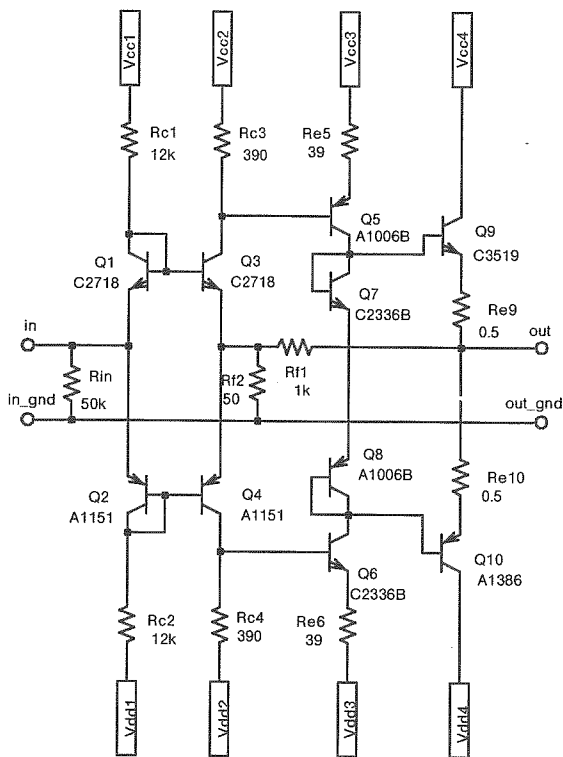 Vcc1
Vcc2
Vcc3
Vcc4
Rc1
12k
Rc3
390
Re5
39
Q1
C2718
Q3
C2718
Q5
A1006B
Q9
C3519
Q7
C2336B
in
Re9
0.5
out
Rin
50k
Rf2
50
Rf1
1k
in_gnd
out_gnd
Q2
A1151
Q4
A1151
Q8
A1006B
Re10
0.5
Q6
C2336B
Q10
A1386
Rc2
12k
Rc4
390
Re6
39
Vdd1
Vdd2
Vdd3
Vdd4